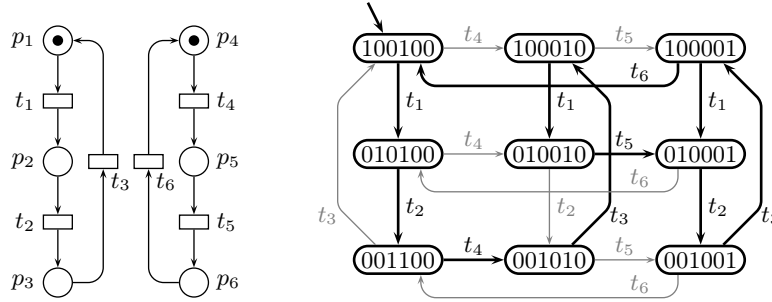 p1 p4 100100 t4 100010 t5 100001
t6
t1 t4 t1 t1 t1
p2 p5 010100 t4 010010 t5 010001
t3 t6 t6
t2 t5 t3 t2 t2 t3 t2 t3
p3 p6 001100 t4 001010 t5 001001
t6